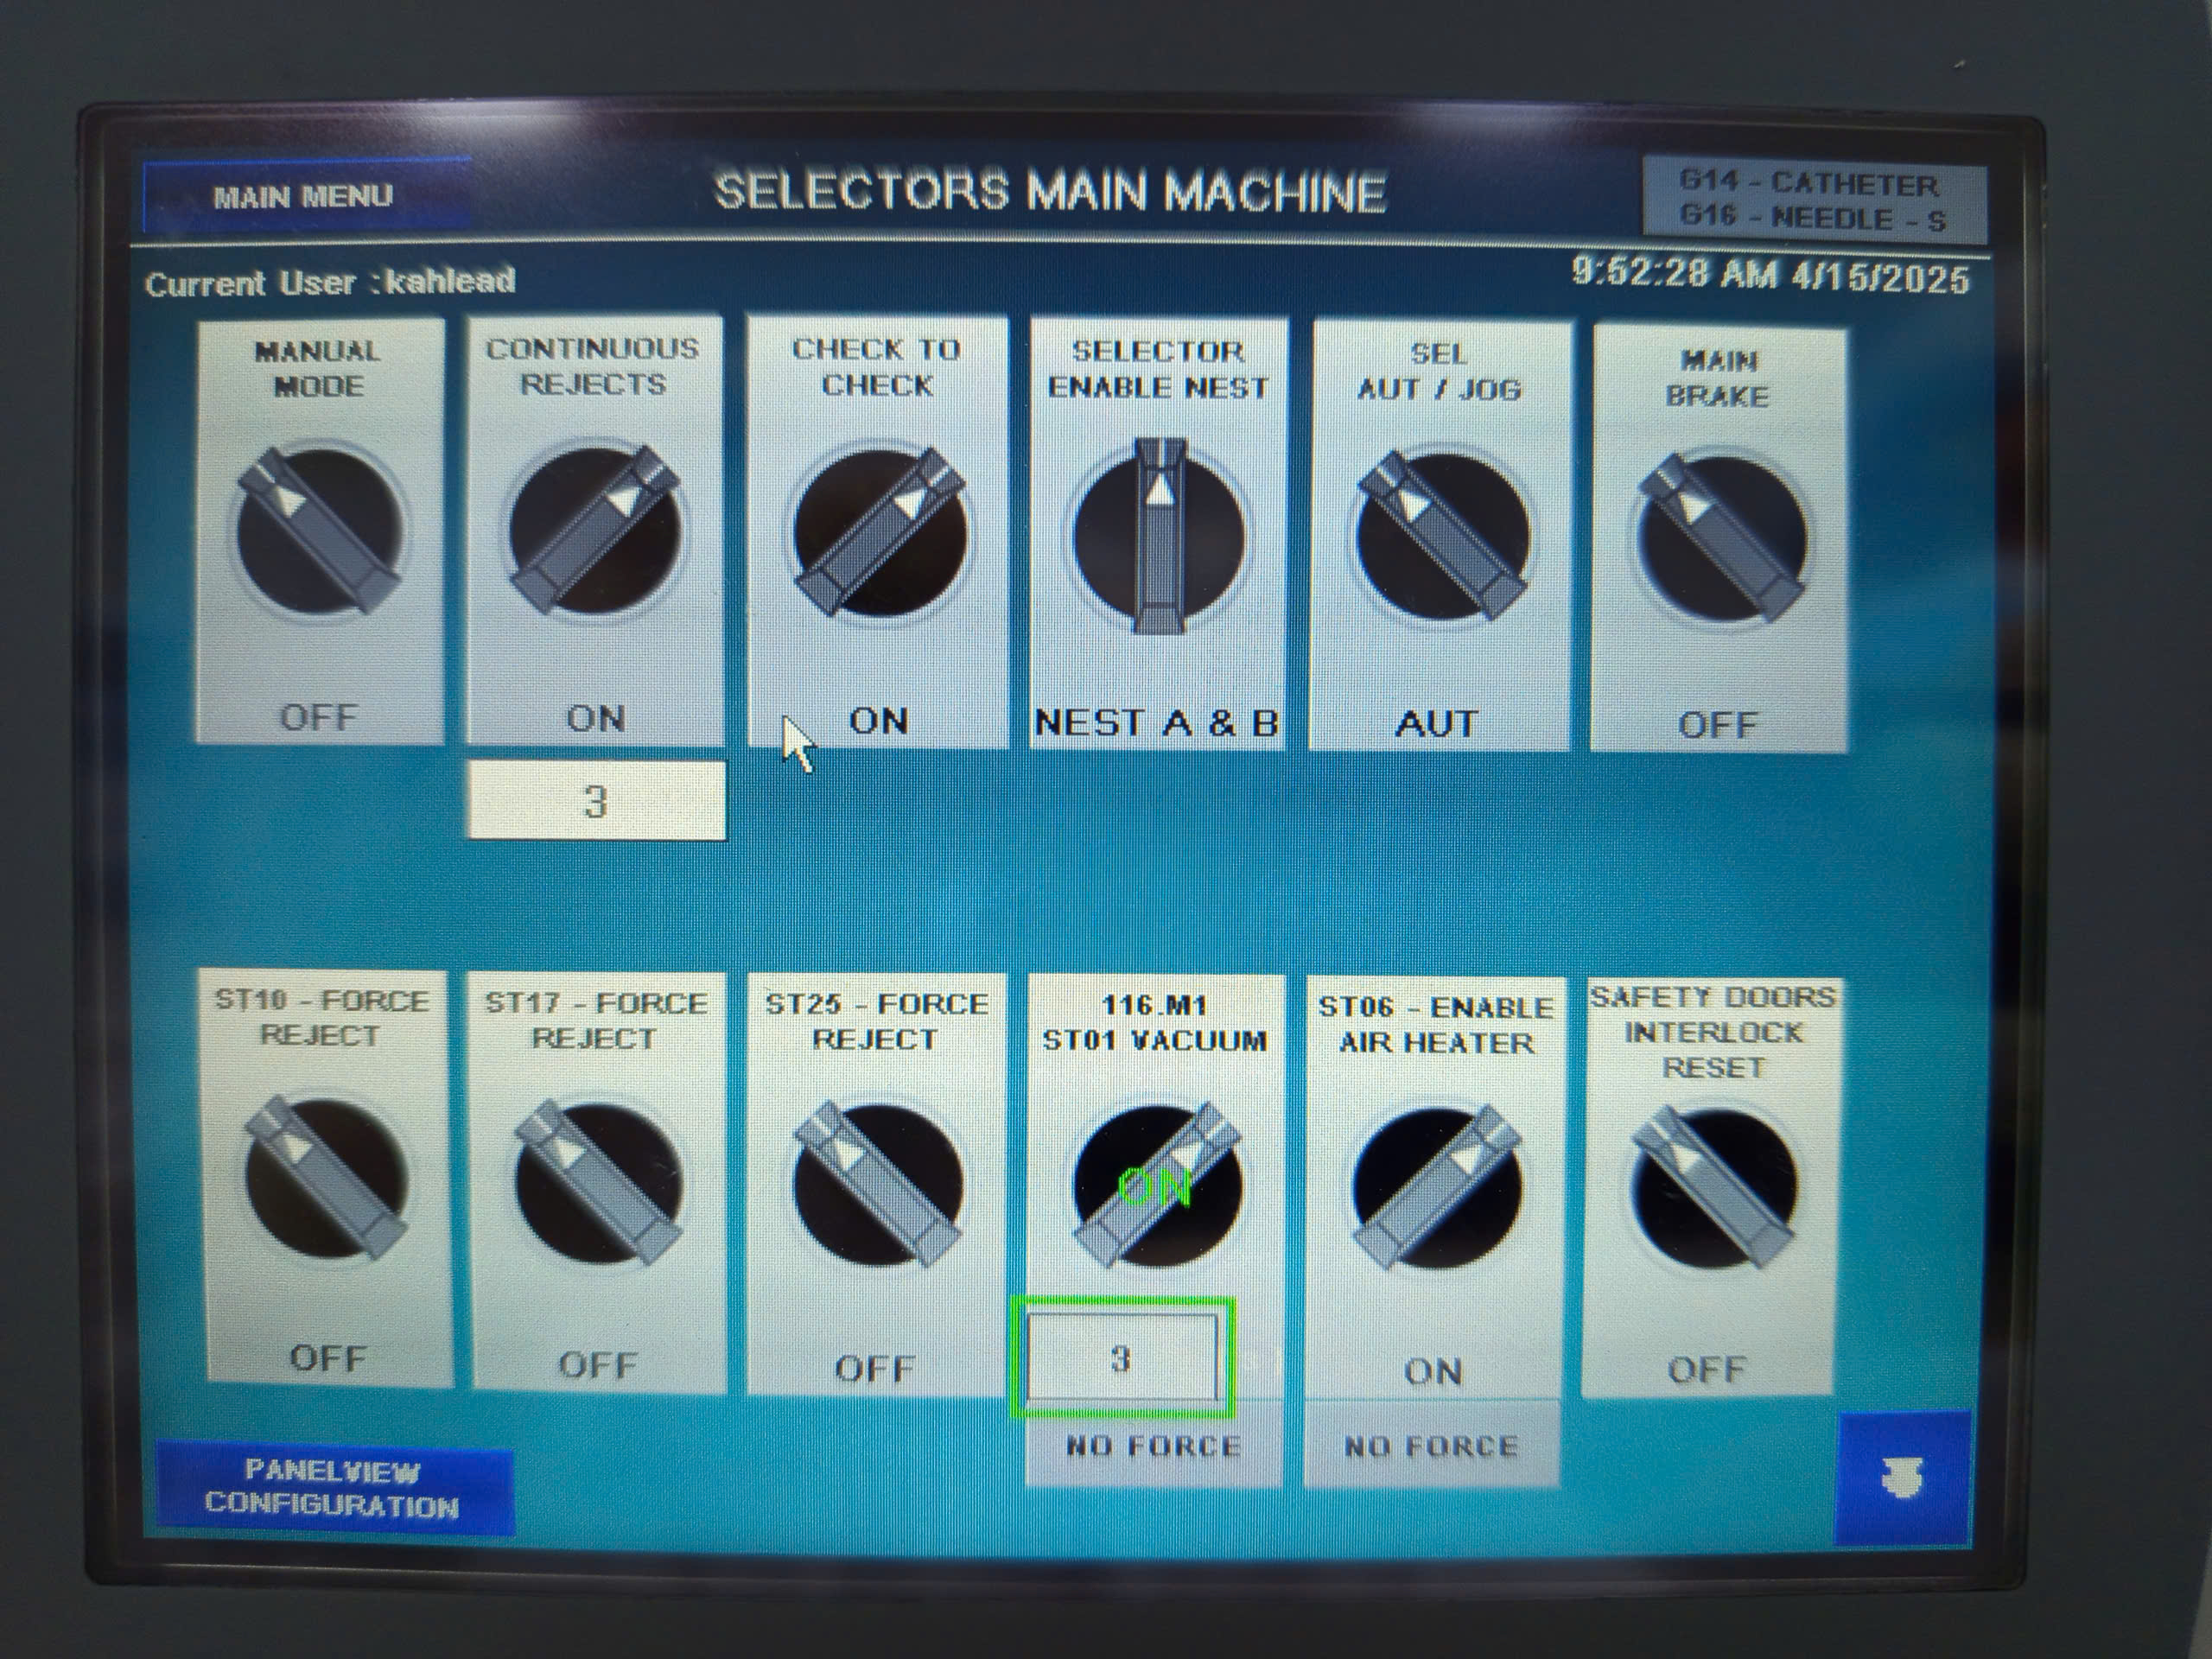 MAIN MENU
SELECTORS MAIN MACHINE
G14 - CATHETER
G16 - NEEDLE - S
Current User :kahlead
9:52:28 AM 4/15/2025
MANUAL
MODE
OFF
CONTINUOUS
REJECTS
ON
3
CHECK TO
CHECK
ON
SELECTOR
ENABLE NEST
NEST A & B
SEL
AUT / JOG
AUT
MAIN
BRAKE
OFF
ST10 - FORCE
REJECT
OFF
ST17 - FORCE
REJECT
OFF
ST25 - FORCE
REJECT
OFF
116.M1
ST01 VACUUM
ON
3
NO FORCE
ST06 - ENABLE
AIR HEATER
ON
NO FORCE
SAFETY DOORS
INTERLOCK
RESET
OFF
PANELVIEW
CONFIGURATION